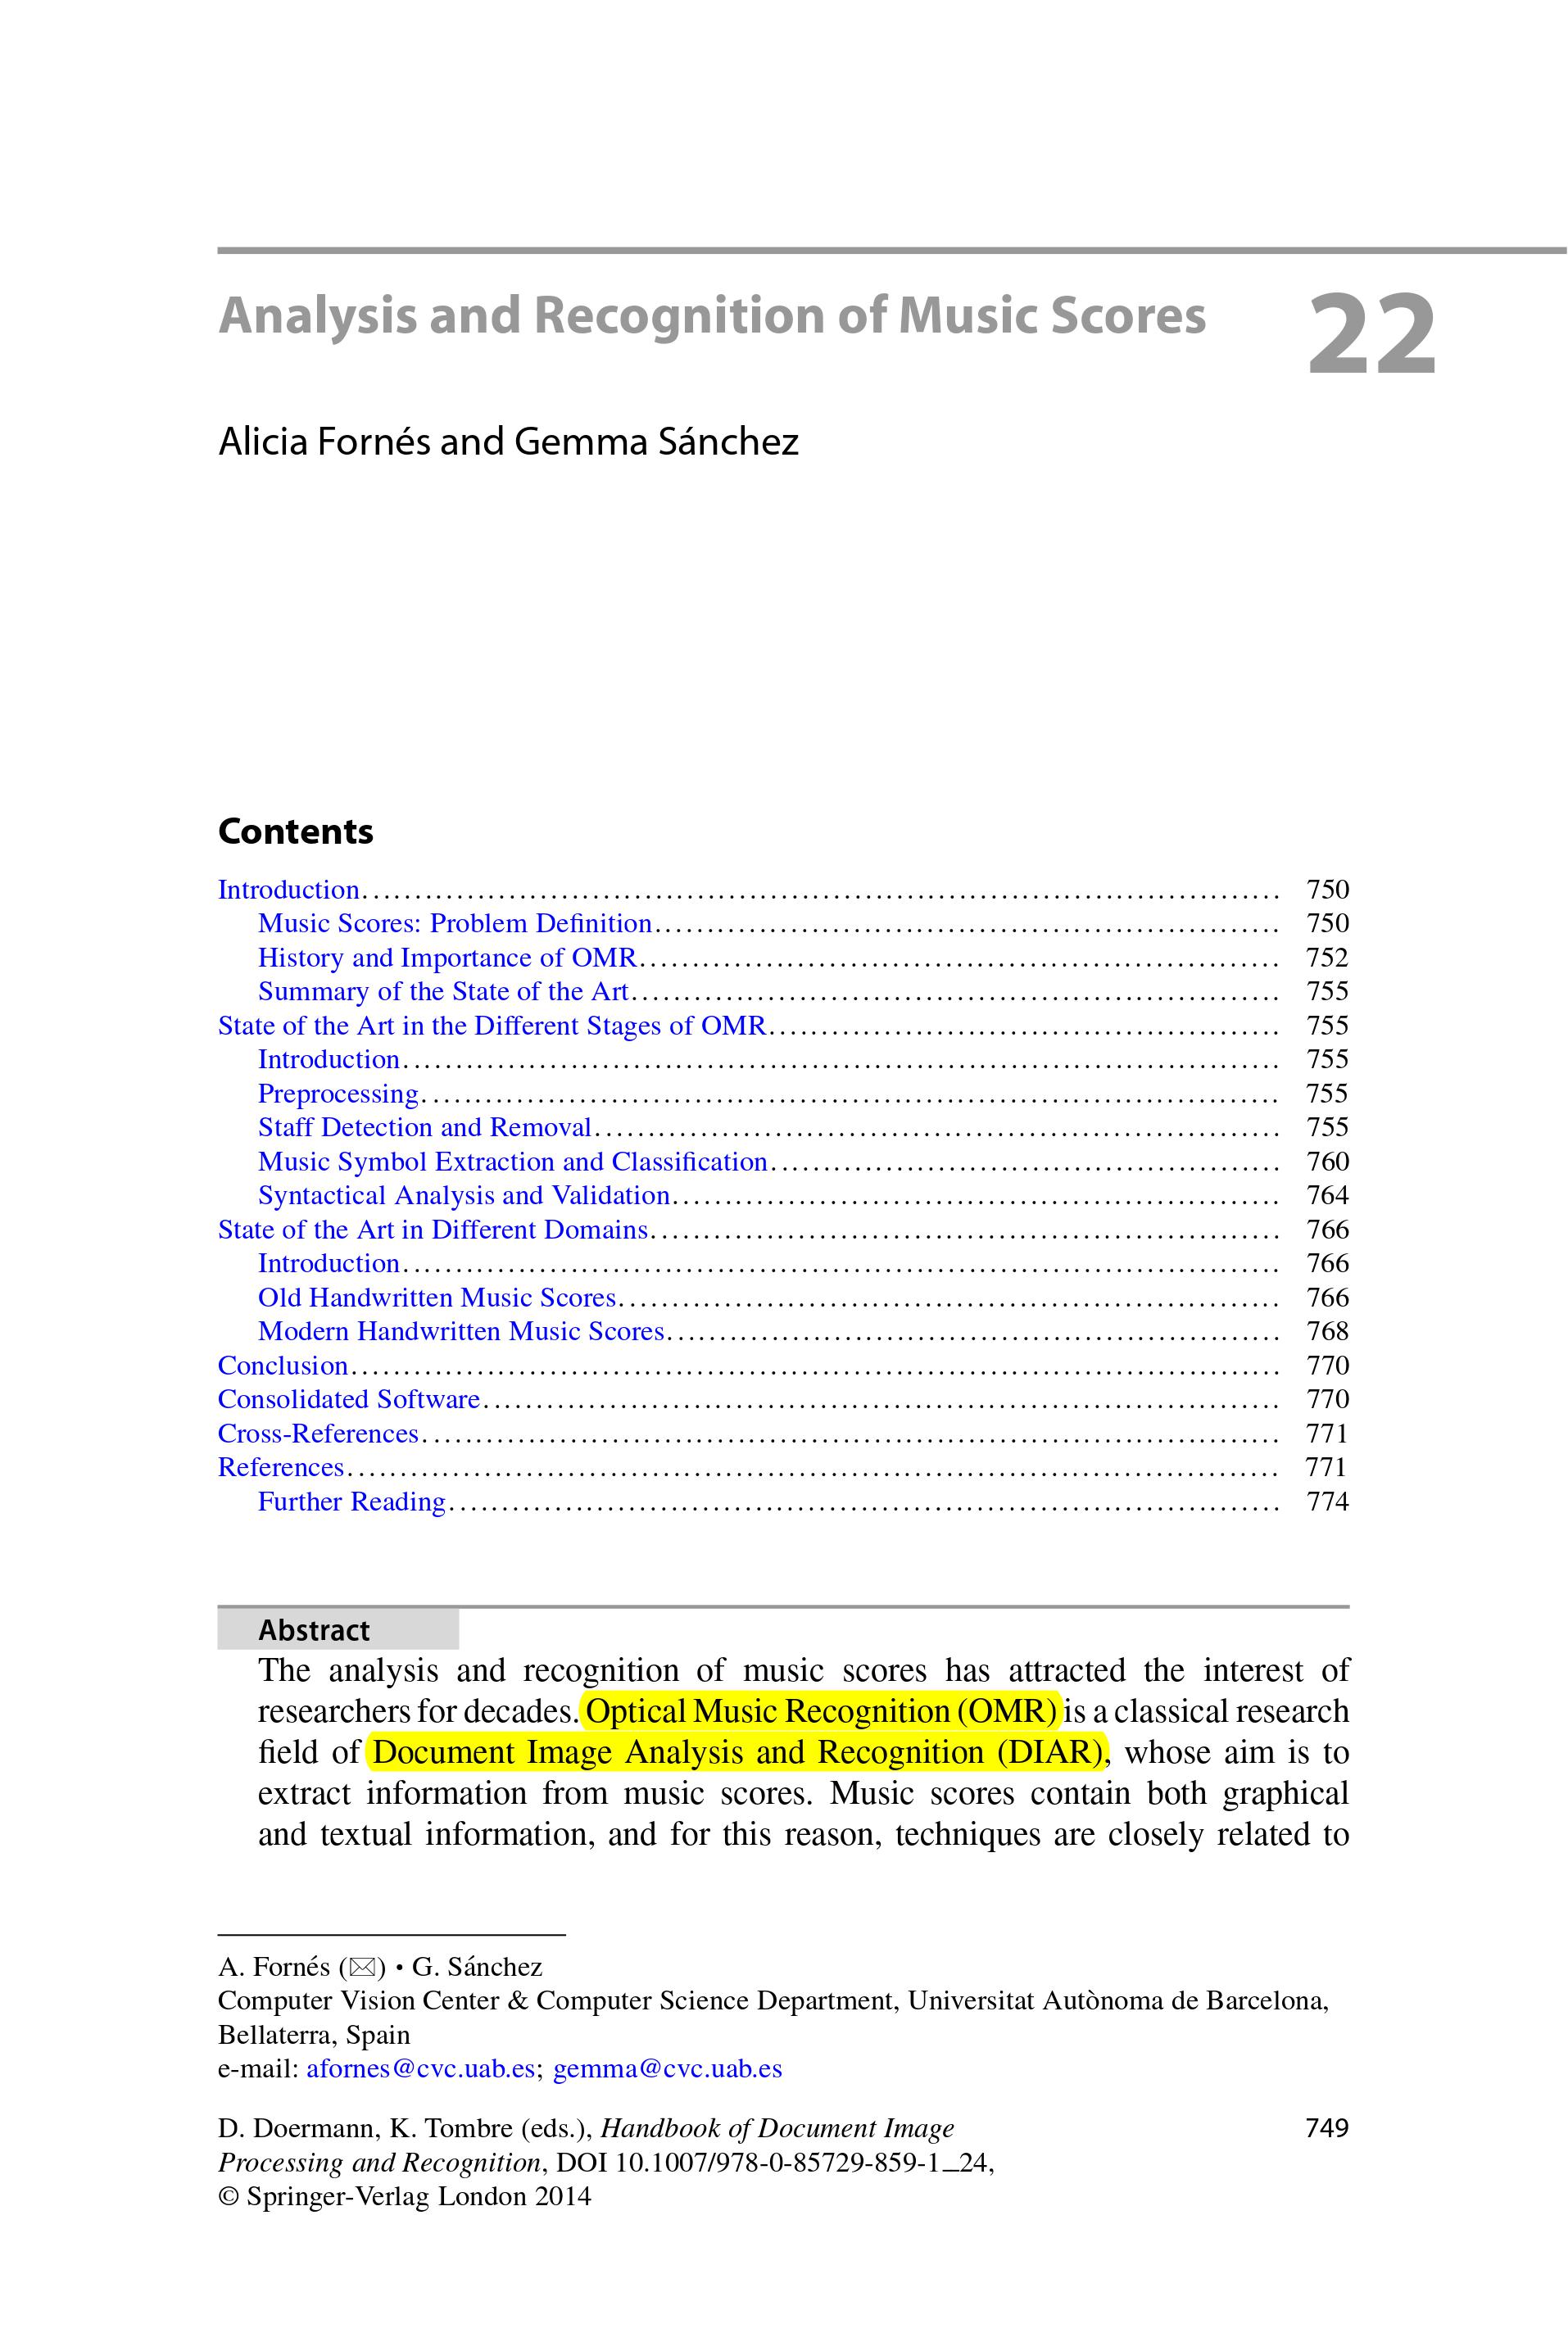 Analysis and Recognition of Music Scores 22
Alicia Fornés and Gemma Sánchez
Contents
Introduction........ 750
Music Scores: Problem Definition........ 750
History and Importance of OMR........ 752
Summary of the State of the Art........ 755
State of the Art in the Different Stages of OMR........ 755
Introduction........ 755
Preprocessing........ 755
Staff Detection and Removal........ 755
Music Symbol Extraction and Classification........ 760
Syntactical Analysis and Validation........ 764
State of the Art in Different Domains........ 766
Introduction........ 766
Old Handwritten Music Scores........ 766
Modern Handwritten Music Scores........ 768
Conclusion........ 770
Consolidated Software........ 770
Cross-References........ 771
References........ 771
Further Reading........ 774
Abstract
The analysis and recognition of music scores has attracted the interest of
researchers for decades. Optical Music Recognition (OMR) is a classical research
field of Document Image Analysis and Recognition (DIAR), whose aim is to
extract information from music scores. Music scores contain both graphical
and textual information, and for this reason, techniques are closely related to
A. Fornés (✉) • G. Sánchez
Computer Vision Center & Computer Science Department, Universitat Autònoma de Barcelona,
Bellaterra, Spain
e-mail: afornes@cvc.uab.es; gemma@cvc.uab.es
D. Doermann, K. Tombre (eds.), Handbook of Document Image 749
Processing and Recognition, DOI 10.1007/978-0-85729-859-1_24,
© Springer-Verlag London 2014